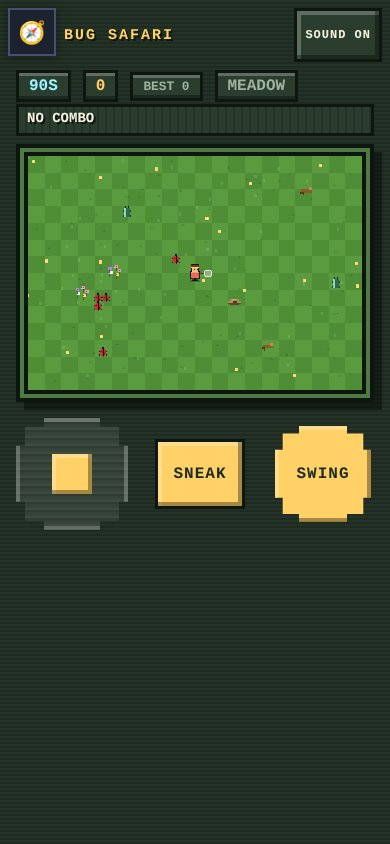 BUG SAFARI
SOUND ON
90S
0
BEST 0
MEADOW
NO COMBO
SNEAK
SWING